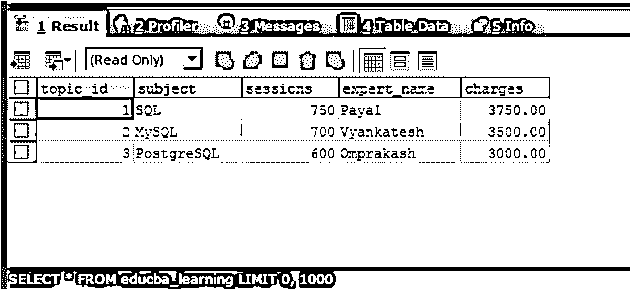 1 Result 2 Profiler 3 Messages 4 Table Data 5 Info
(Read Only)
topic_id subject sessions expert_name charges
1 SQL 750 Payal 3750.00
2 MySQL 700 Vyankatesh 3500.00
3 PostgreSQL 600 Omprakash 3000.00
SELECT * FROM educba_learning LIMIT 0, 1000